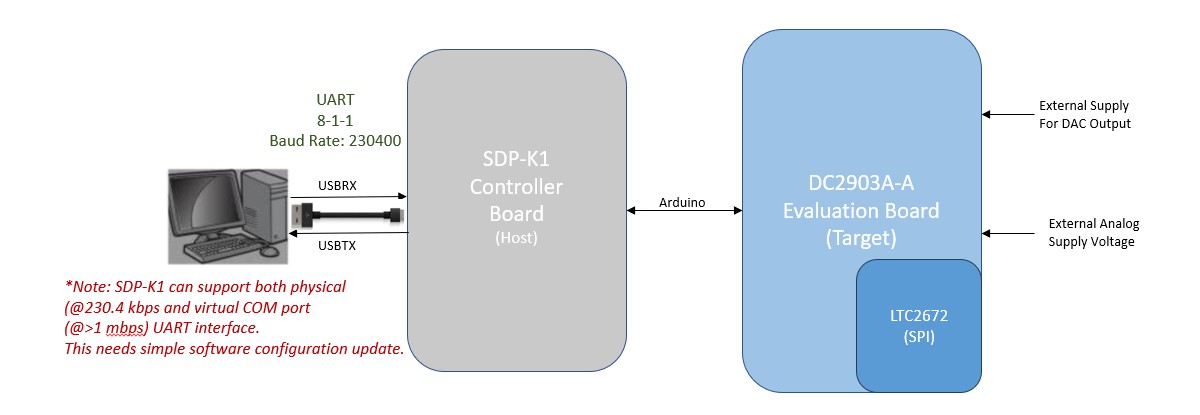 UART
8-1-1
Baud Rate: 230400
USBRX
USBTX
*Note: SDP-K1 can support both physical
(@230.4 kbps and virtual COM port
(@>1 mbps) UART interface.
This needs simple software configuration update.
SDP-K1
Controller
Board
(Host)
Arduino
DC2903A-A
Evaluation Board
(Target)
LTC2672
(SPI)
External Supply
For DAC Output
External Analog
Supply Voltage